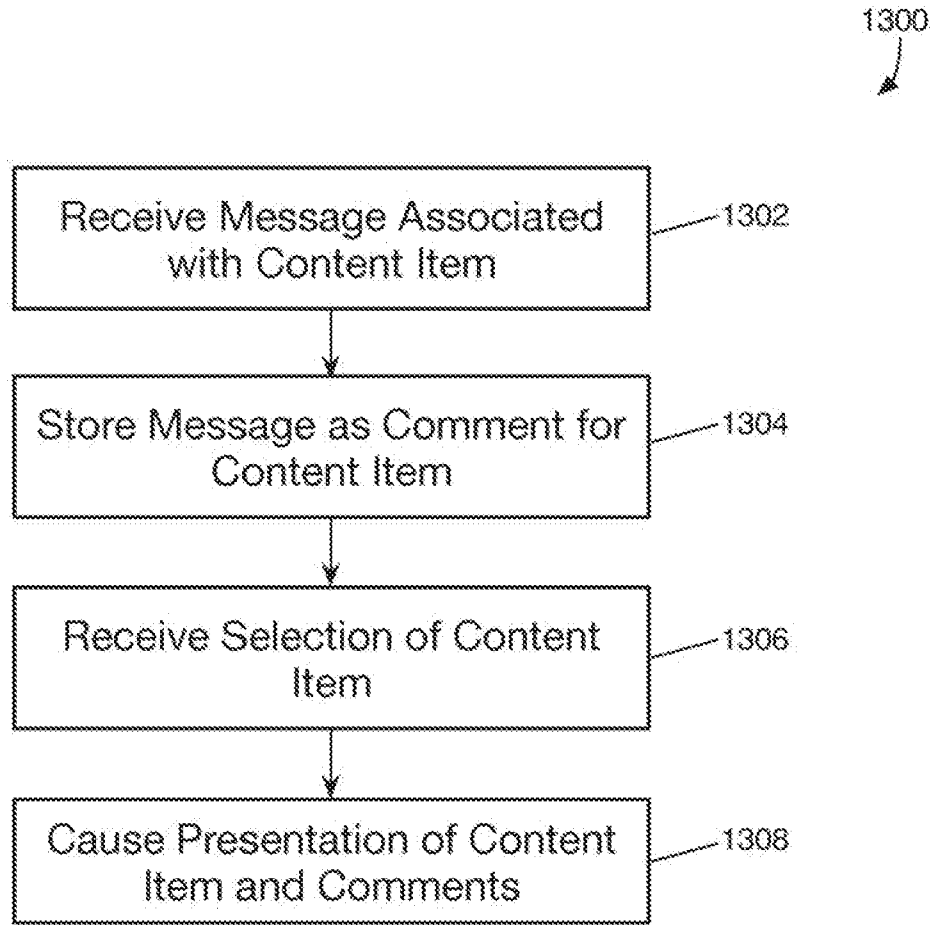 1300
Receive Message Associated
with Content Item
1302
Store Message as Comment for
Content Item
1304
Receive Selection of Content
Item
1306
Cause Presentation of Content
Item and Comments
1308